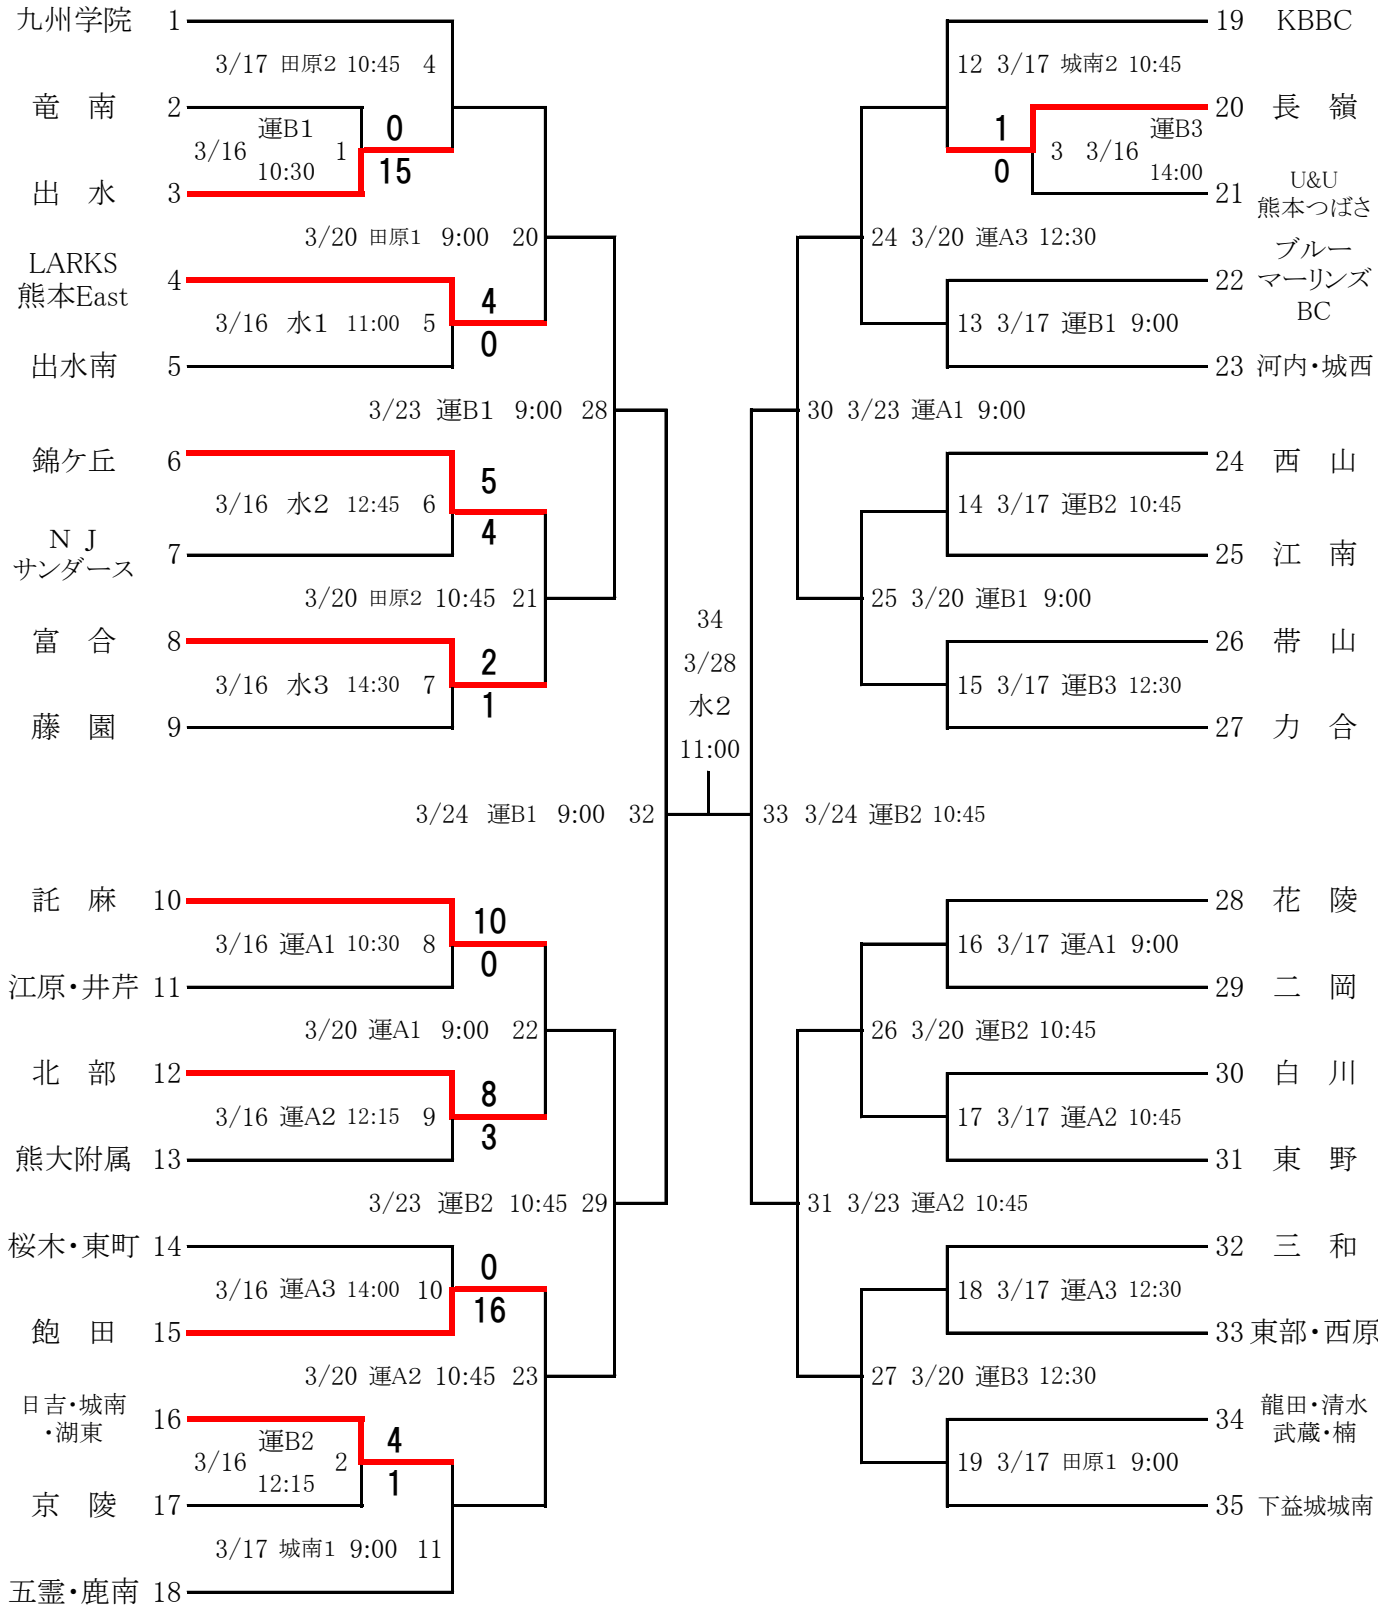 九州学院 1
3/17 田原2 10:45 4
竜 南 2
運B1
3/16 1
10:30
0
15
出 水 3
3/20 田原1 9:00 20
LARKS
熊本East
4
3/16 水1 11:00 5
4
0
出水南 5
3/23 運B1 9:00 28
錦ケ丘 6
3/16 水2 12:45 6
5
4
N J
サンダース
7
3/20 田原2 10:45 21
富 合 8
3/16 水3 14:30 7
2
1
藤 園 9
3/24 運B1 9:00 32
託 麻 10
3/16 運A1 10:30 8
10
0
江原・井芹 11
3/20 運A1 9:00 22
北 部 12
3/16 運A2 12:15 9
8
3
熊大附属 13
3/23 運B2 10:45 29
桜木・東町 14
3/16 運A3 14:00 10
0
16
飽 田 15
3/20 運A2 10:45 23
日吉・城南
・湖東
16
運B2
3/16 2
12:15
4
1
京 陵 17
3/17 城南1 9:00 11
五霊・鹿南 18
34
3/28
水2
11:00
19 KBBC
12 3/17 城南2 10:45
20 長 嶺
1
0
運B3
3 3/16
14:00
21
U&U
熊本つばさ
24 3/20 運A3 12:30
22
ブルー
マーリンズ
BC
13 3/17 運B1 9:00
23 河内・城西
30 3/23 運A1 9:00
24 西 山
14 3/17 運B2 10:45
25 江 南
25 3/20 運B1 9:00
26 帯 山
15 3/17 運B3 12:30
27 力 合
33 3/24 運B2 10:45
28 花 陵
16 3/17 運A1 9:00
29 二 岡
26 3/20 運B2 10:45
30 白 川
17 3/17 運A2 10:45
31 東 野
31 3/23 運A2 10:45
32 三 和
18 3/17 運A3 12:30
33 東部・西原
27 3/20 運B3 12:30
34
龍田・清水
武蔵・楠
19 3/17 田原1 9:00
35 下益城城南